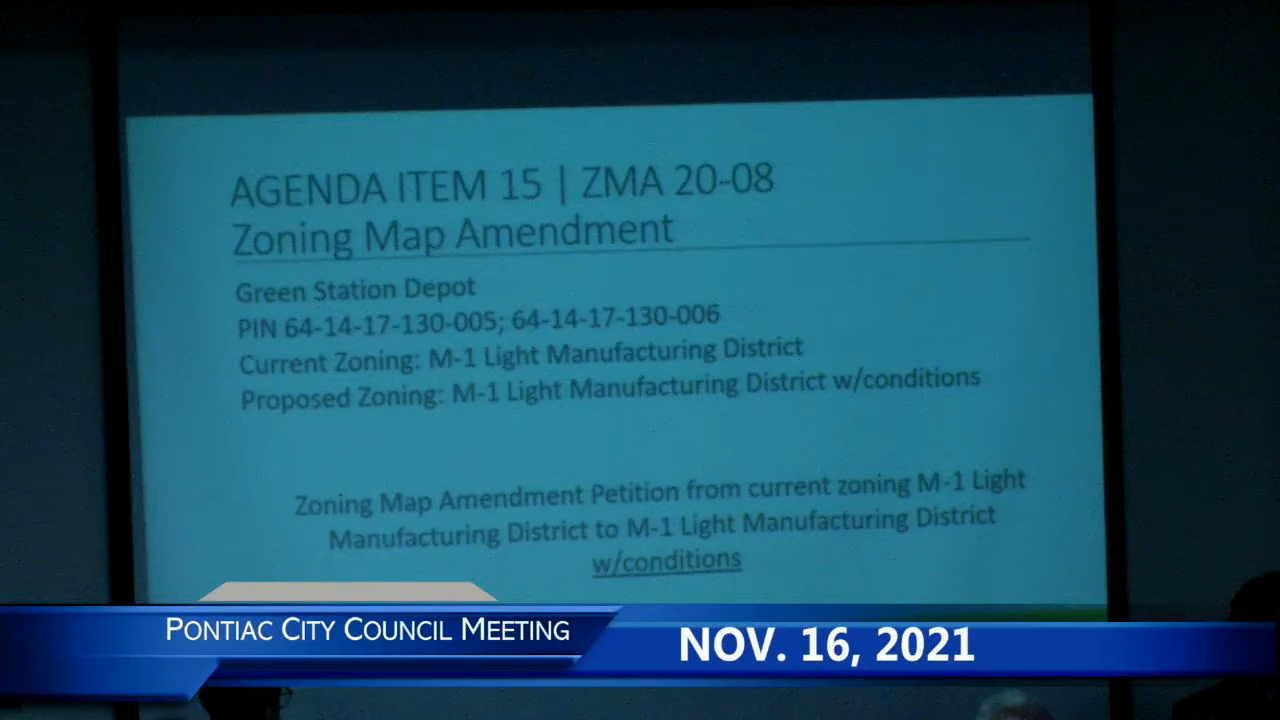 AGENDA ITEM 15 | ZMA 20-08
Zoning Map Amendment
Green Station Depot
PIN 64-14-17-130-005; 64-14-17-130-006
Current Zoning: M-1 Light Manufacturing District
Proposed Zoning: M-1 Light Manufacturing District w/conditions
Zoning Map Amendment Petition from current zoning M-1 Light
Manufacturing District to M-1 Light Manufacturing District
w/conditions
PONTIAC CITY COUNCIL MEETING
NOV. 16, 2021